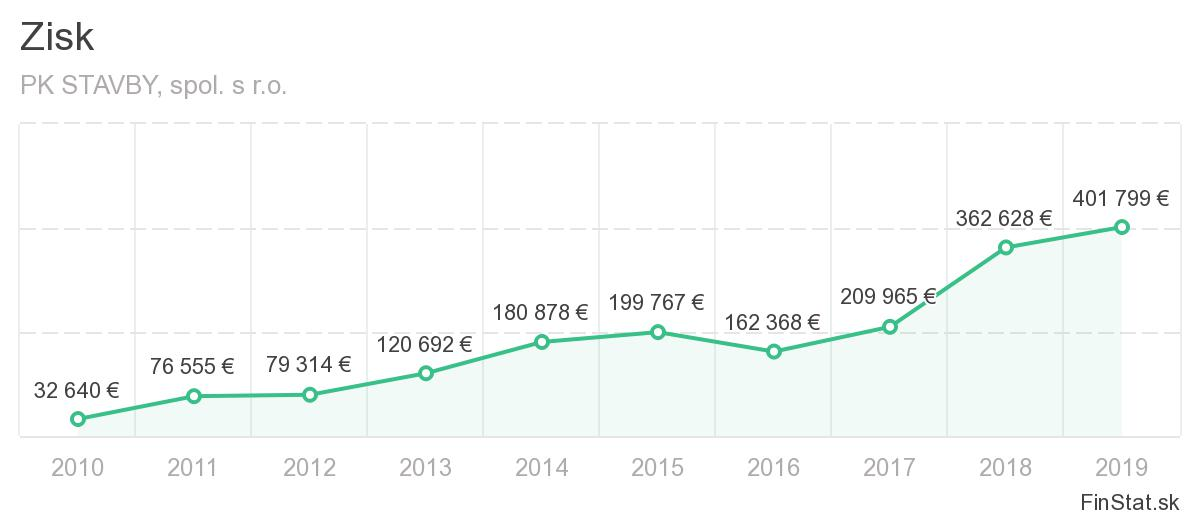 Zisk
PK STAVBY, spol. s r.o.
32 640 €
76 555 €
79 314 €
120 692 €
180 878 €
199 767 €
162 368 €
209 965 €
362 628 €
401 799 €
2010 2011 2012 2013 2014 2015 2016 2017 2018 2019
FinStat.sk